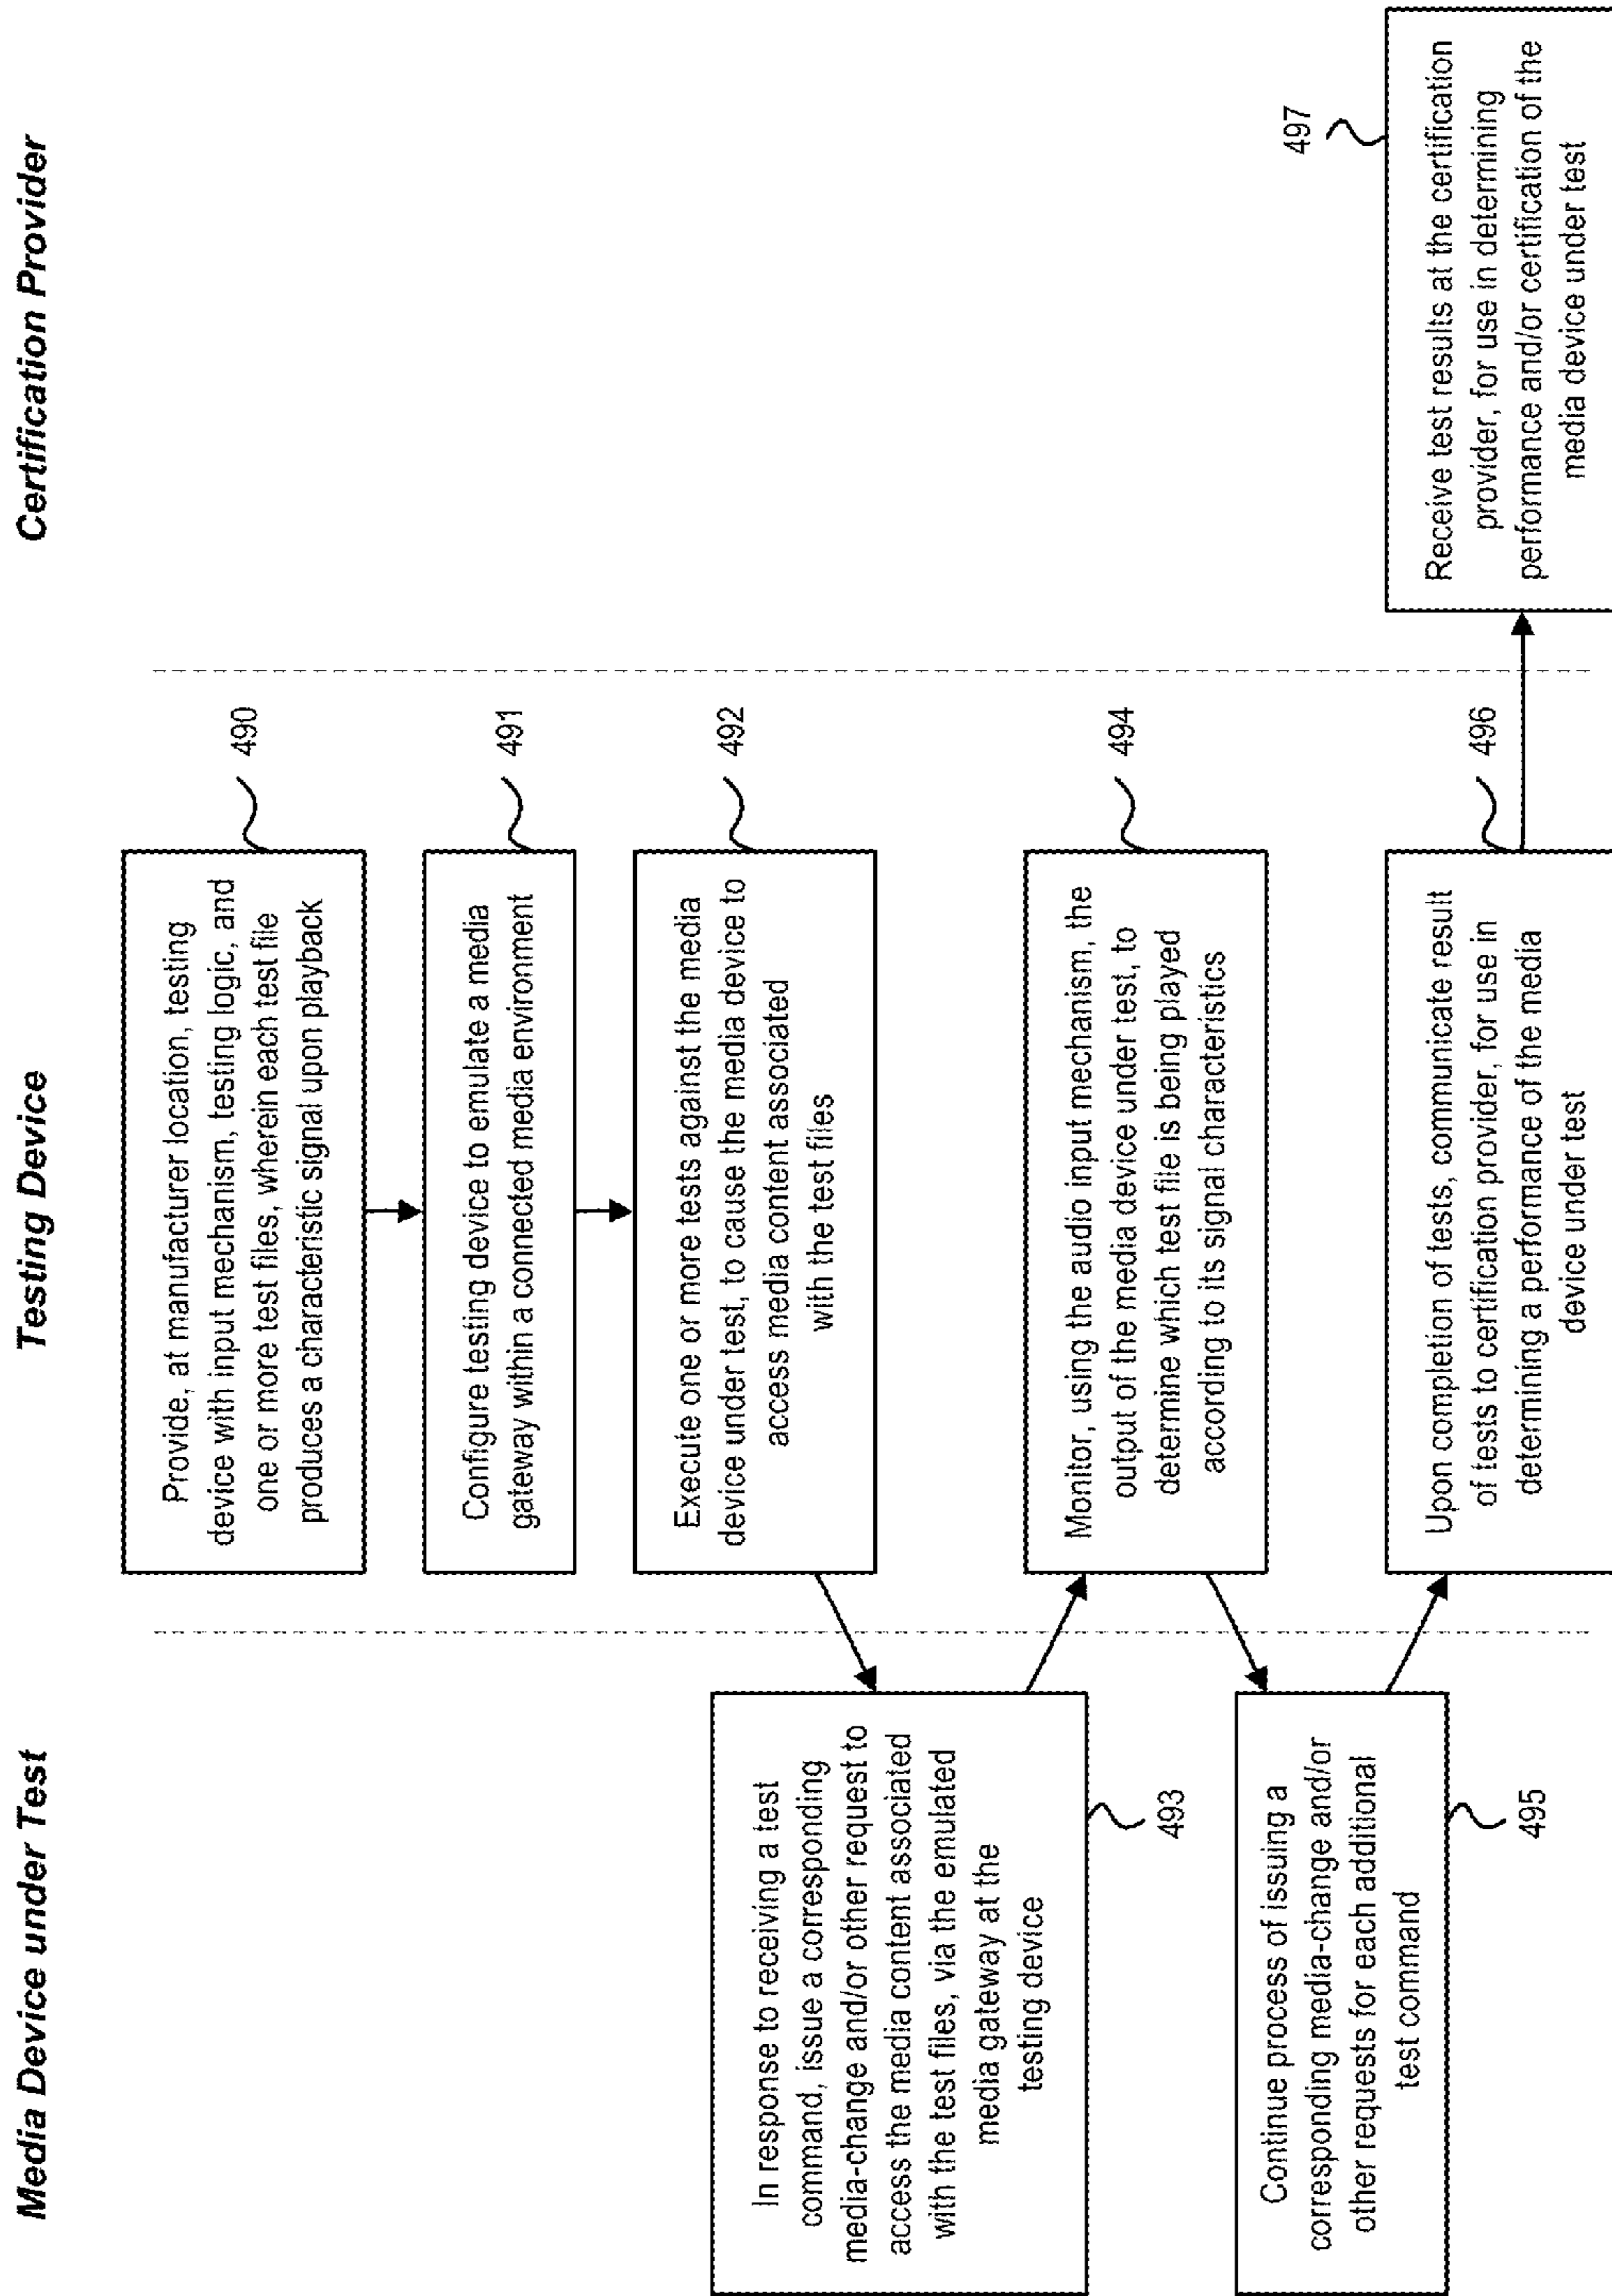 Media Device under Test
Testing Device
Certification Provider
Provide, at manufacturer location, testing
device with input mechanism, testing logic, and
one or more test files, wherein each test file
produces a characteristic signal upon playback
490
Configure testing device to emulate a media
gateway within a connected media environment
491
Execute one or more tests against the media
device under test, to cause the media device to
access media content associated
with the test files
492
In response to receiving a test
command, issue a corresponding
media-change and/or other request to
access the media content associated
with the test files, via the emulated
media gateway at the
testing device
493
Monitor, using the audio input mechanism, the
output of the media device under test, to
determine which test file is being played
according to its signal characteristics
494
Continue process of issuing a
corresponding media-change and/or
other requests for each additional
test command
495
Upon completion of tests, communicate result
of tests to certification provider, for use in
determining a performance of the media
device under test
496
Receive test results at the certification
provider, for use in determining
performance and/or certification of the
media device under test
497